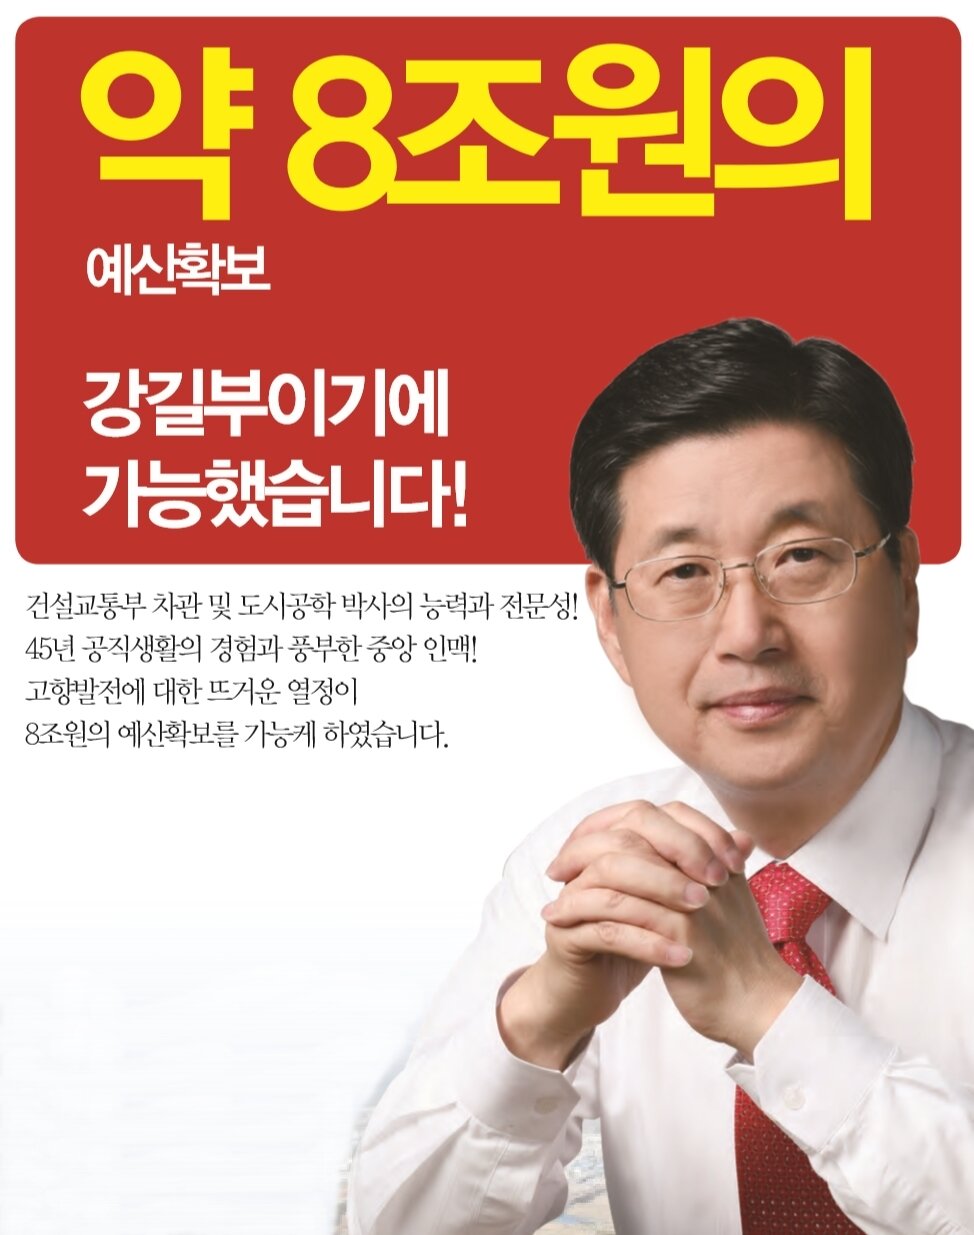 약 8조원의
예산확보
강길부이기에
가능했습니다!
건설교통부 차관 및 도시공학 박사의 능력과 전문성!
45년 공직생활의 경험과 풍부한 중앙 인맥!
고향발전에 대한 뜨거운 열정이
8조원의 예산확보를 가능케 하였습니다.